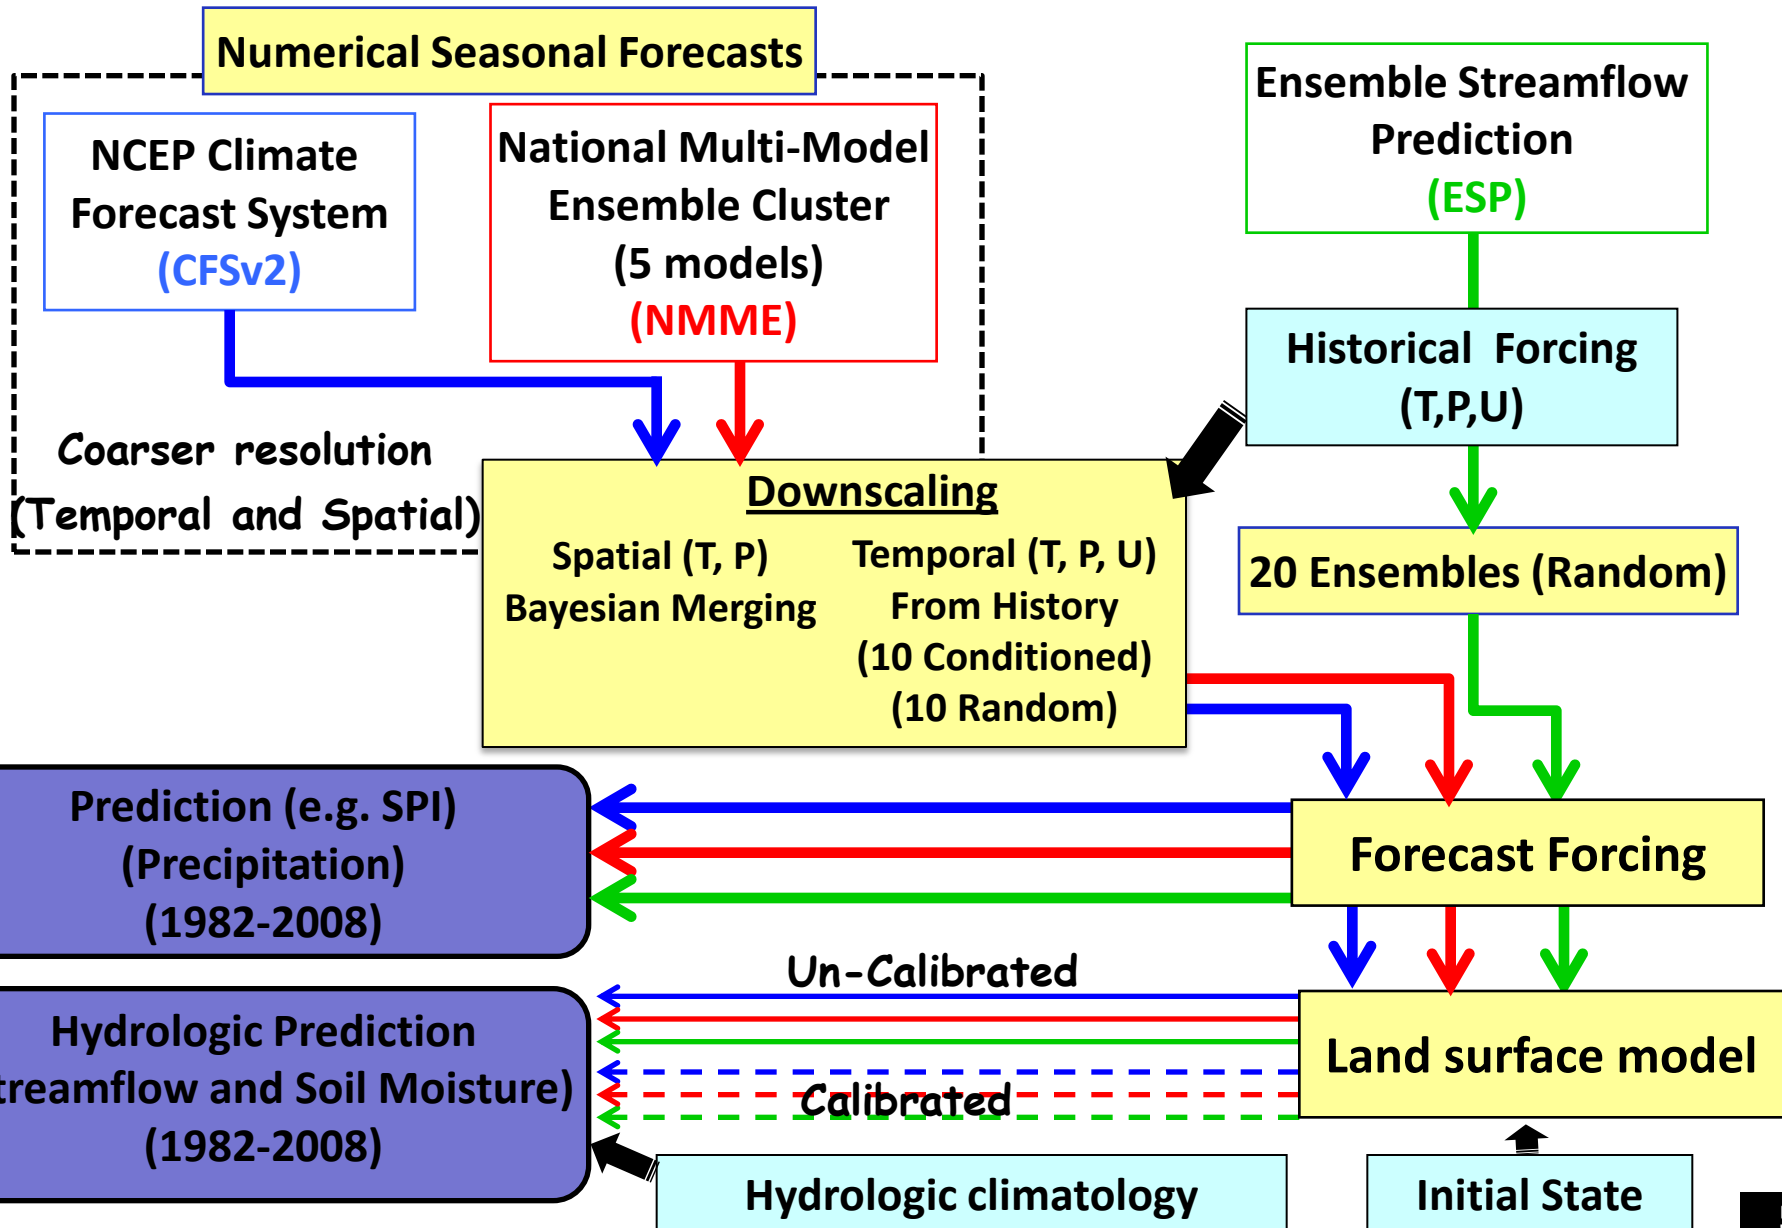 Numerical Seasonal Forecasts
NCEP Climate
Forecast System
(CFSv2)
National Multi-Model
Ensemble Cluster
(5 models)
(NMME)
Ensemble Streamflow
Prediction
(ESP)
Historical Forcing
(T,P,U)
Coarser resolution
(Temporal and Spatial)
Downscaling
Spatial (T, P)
Bayesian Merging
Temporal (T, P, U)
From History
(10 Conditioned)
(10 Random)
20 Ensembles (Random)
Prediction (e.g. SPI)
(Precipitation)
(1982-2008)
Forecast Forcing
Un-Calibrated
Hydrologic Prediction
treamflow and Soil Moisture)
(1982-2008)
Calibrated
Land surface model
Hydrologic climatology
Initial State